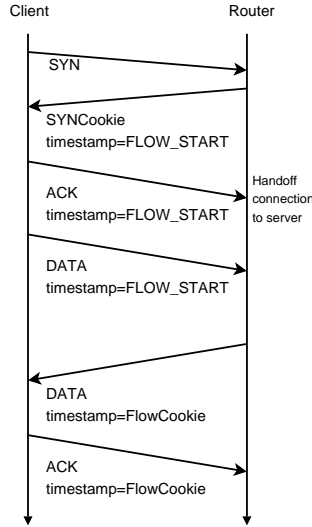 Client
Router
SYN
SYNCookie
timestamp=FLOW_START
ACK
timestamp=FLOW_START
Handoff
connection
to server
DATA
timestamp=FLOW_START
DATA
timestamp=FlowCookie
ACK
timestamp=FlowCookie